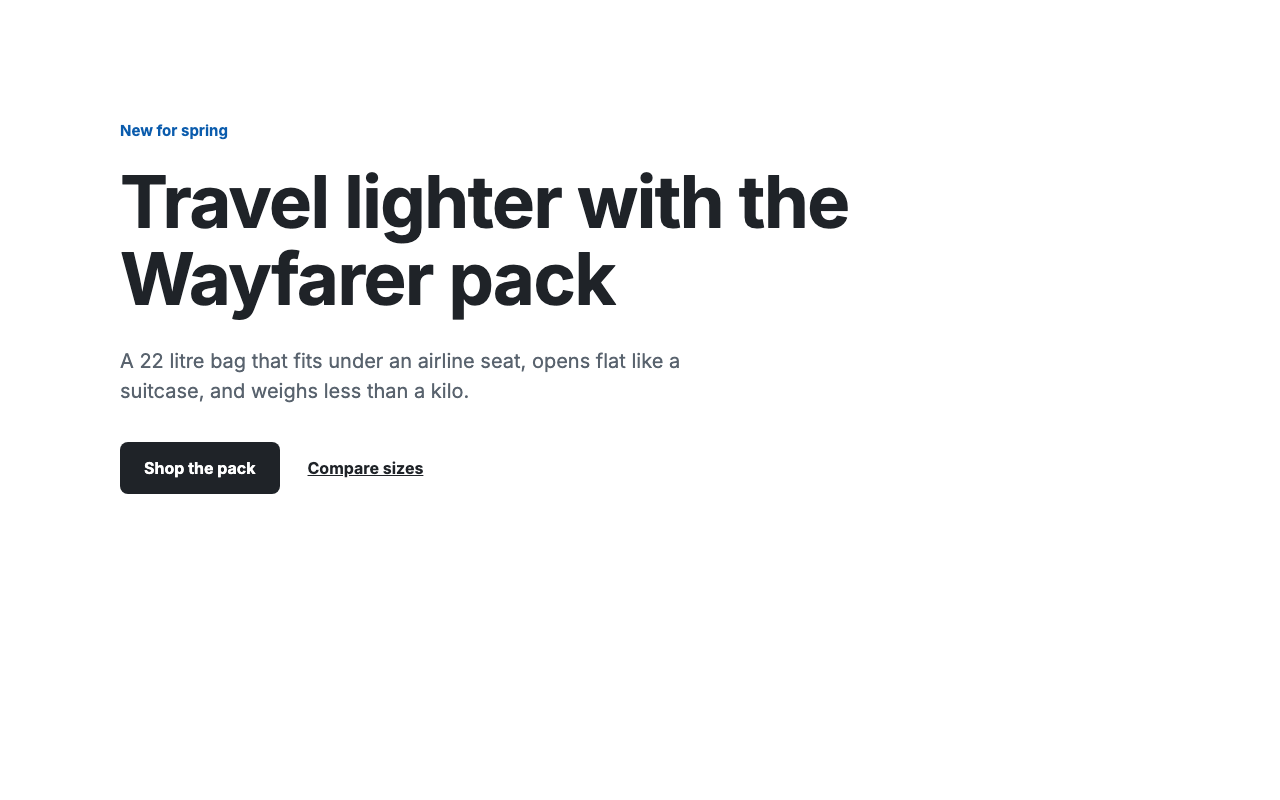 New for spring
Travel lighter with the
Wayfarer pack
A 22 litre bag that fits under an airline seat, opens flat like a
suitcase, and weighs less than a kilo.
Shop the pack
Compare sizes